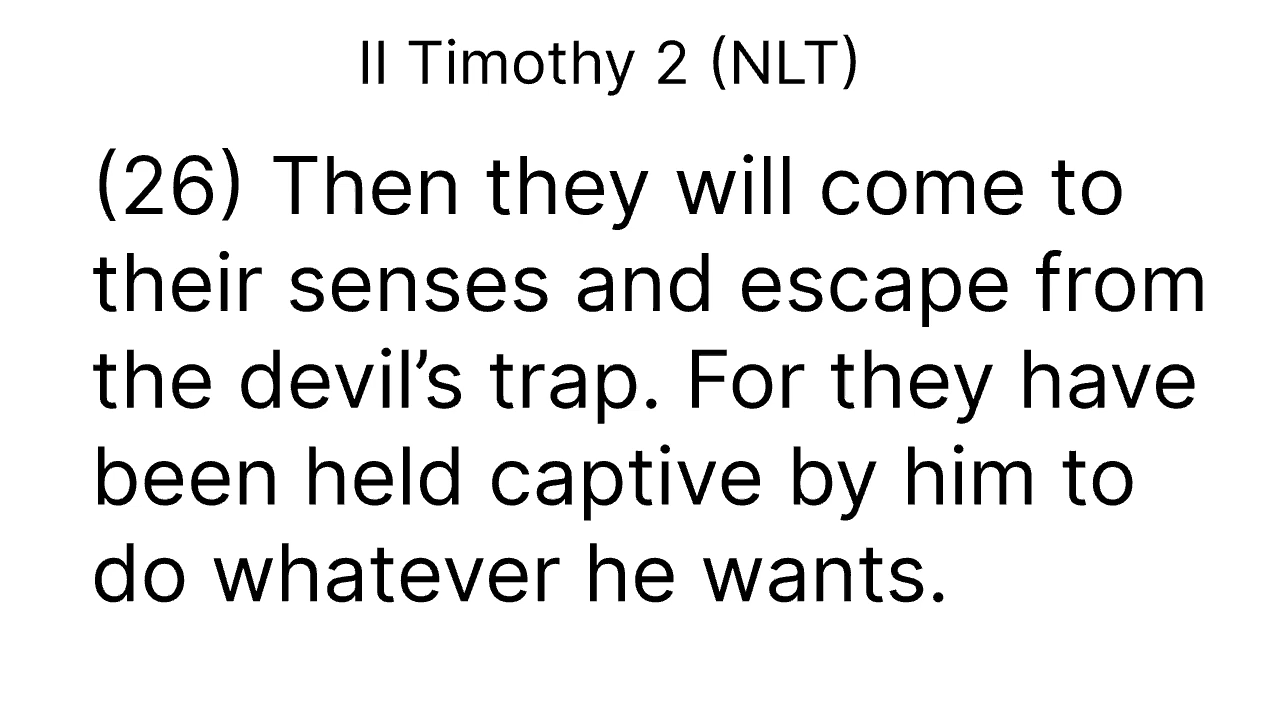 II Timothy 2 (NLT)
(26) Then they will come to
their senses and escape from
the devil’s trap. For they have
been held captive by him to
do whatever he wants.